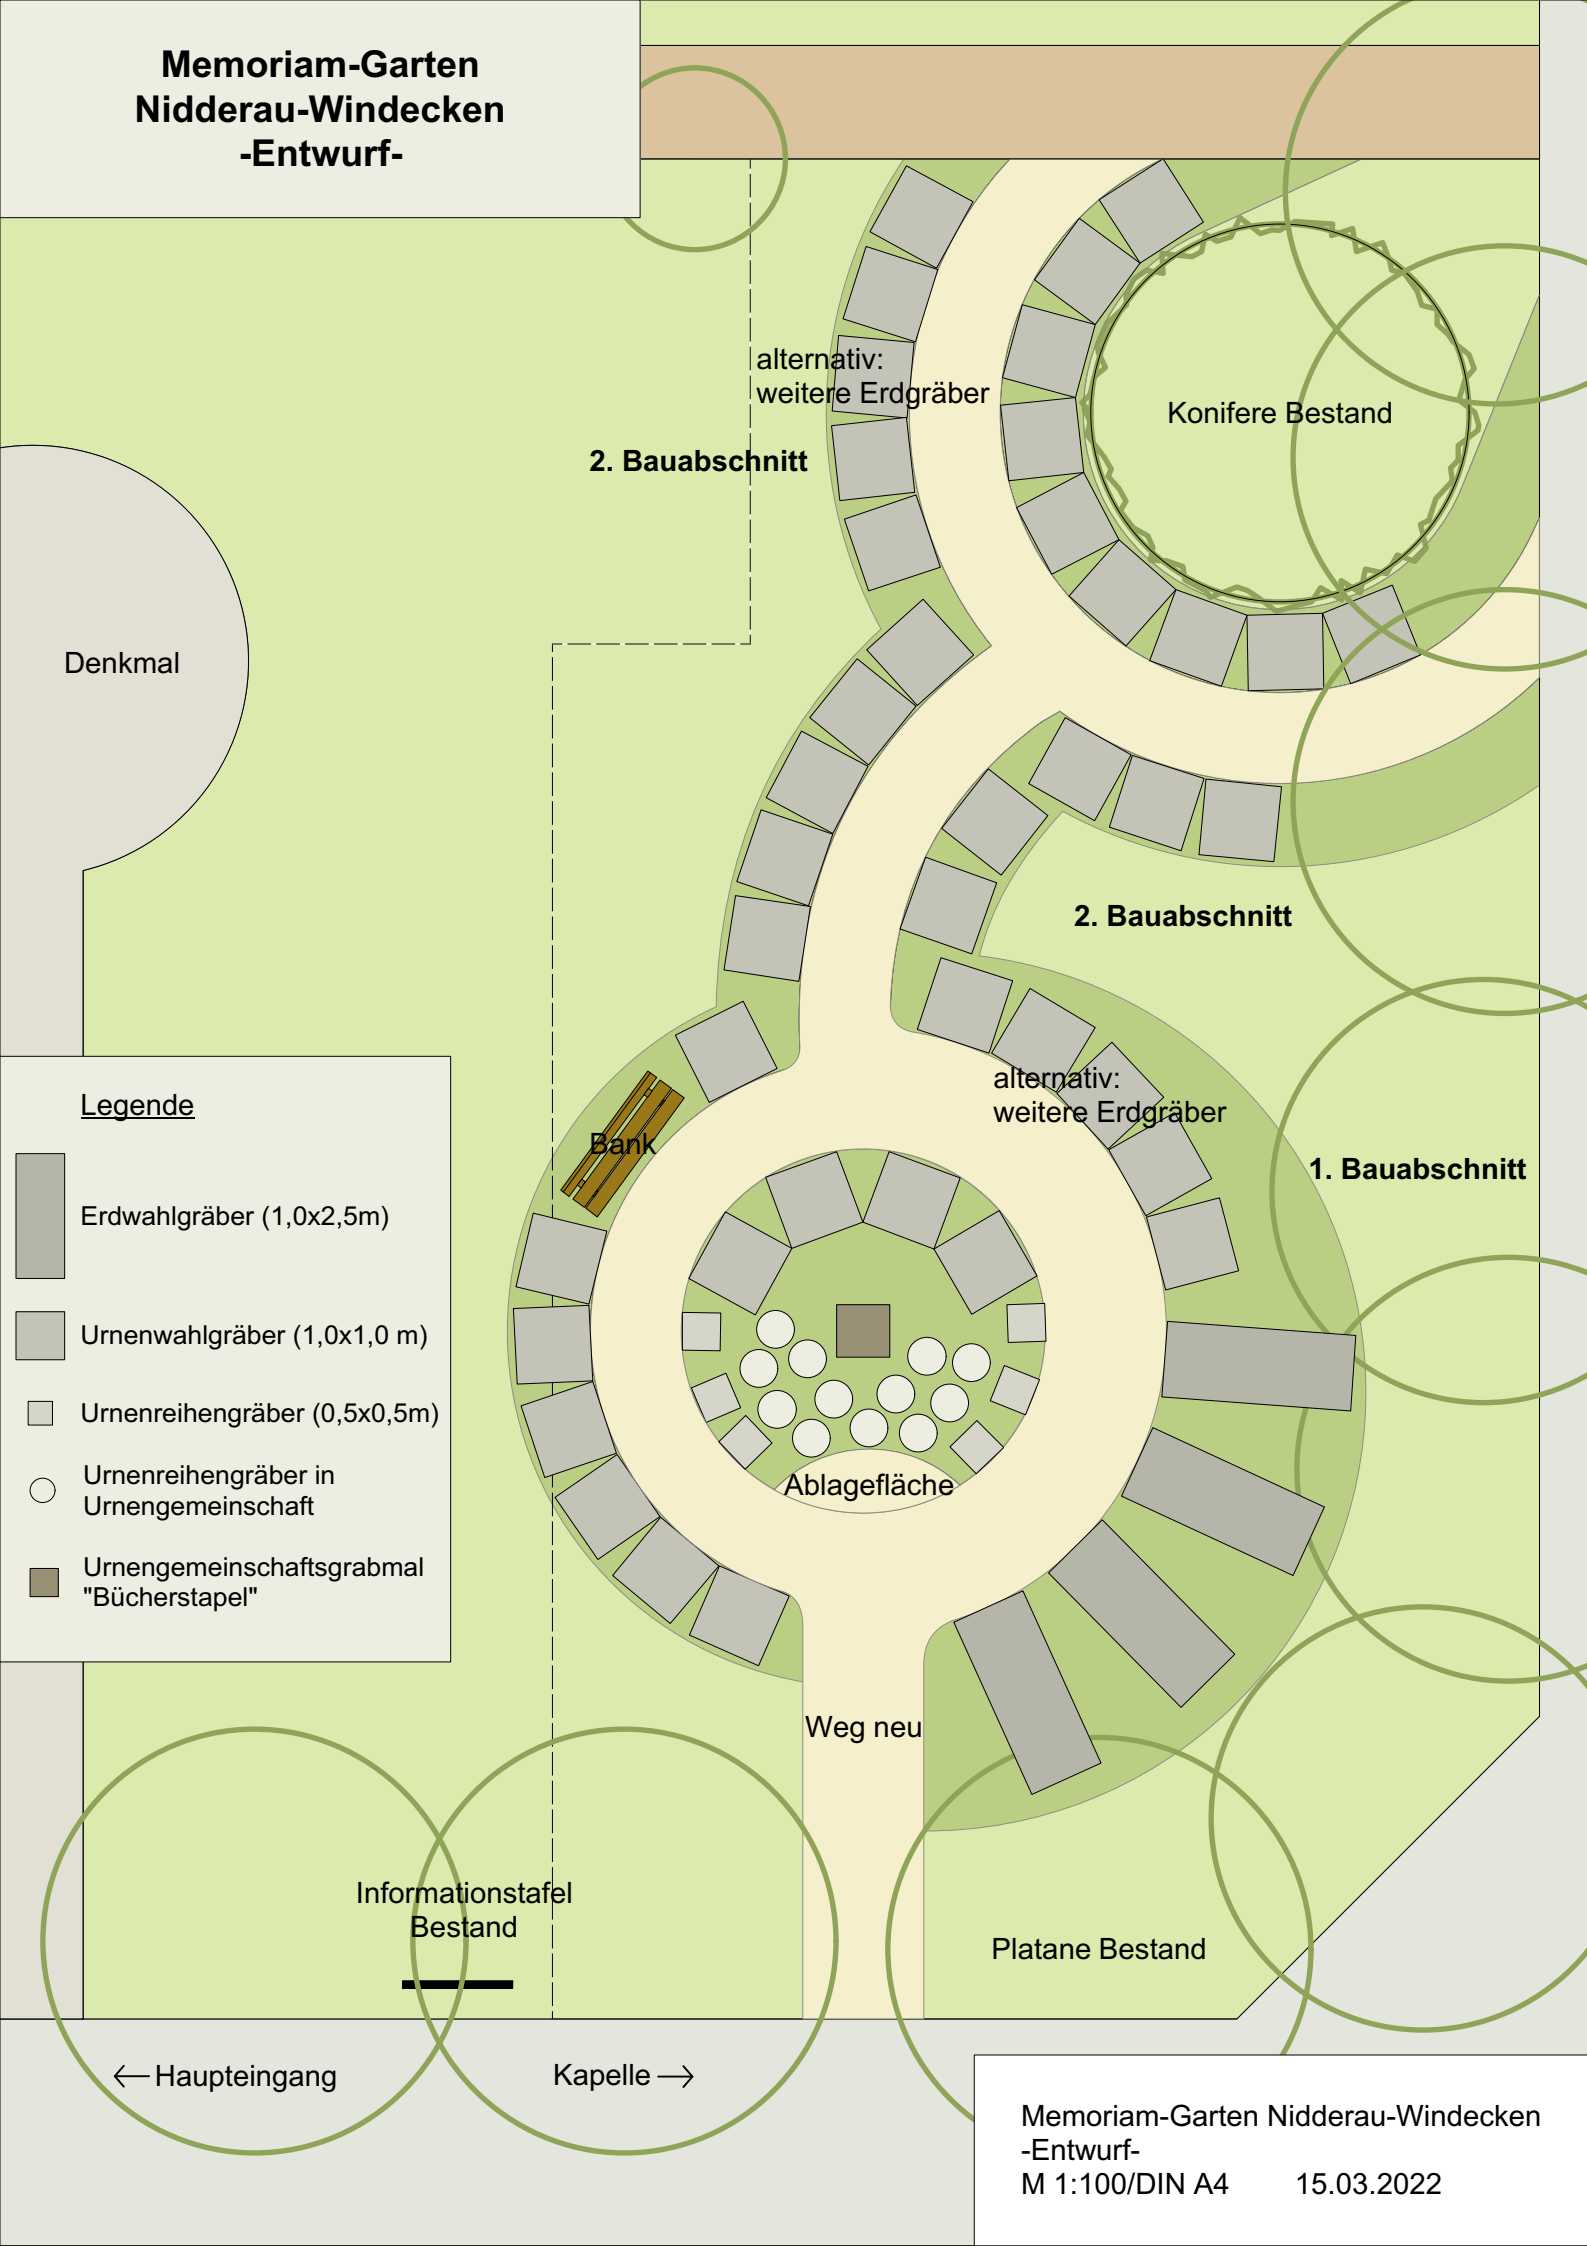 Memoriam-Garten
Nidderau-Windecken
-Entwurf-
alternativ:
weitere Erdgräber
Konifere Bestand
2. Bauabschnitt
Denkmal
2. Bauabschnitt
alternativ:
weitere Erdgräber
Bank
1. Bauabschnitt
Legende
Erdwahlgräber (1,0x2,5m)
Urnenwahlgräber (1,0x1,0 m)
Urnenreihengräber (0,5x0,5m)
Urnenreihengräber in
Urnengemeinschaft
Urnengemeinschaftsgrabmal
"Bücherstapel"
Ablagefläche
Weg neu
Informationstafel
Bestand
Platane Bestand
← Haupteingang
Kapelle →
Memoriam-Garten Nidderau-Windecken
-Entwurf-
M 1:100/DIN A4 15.03.2022